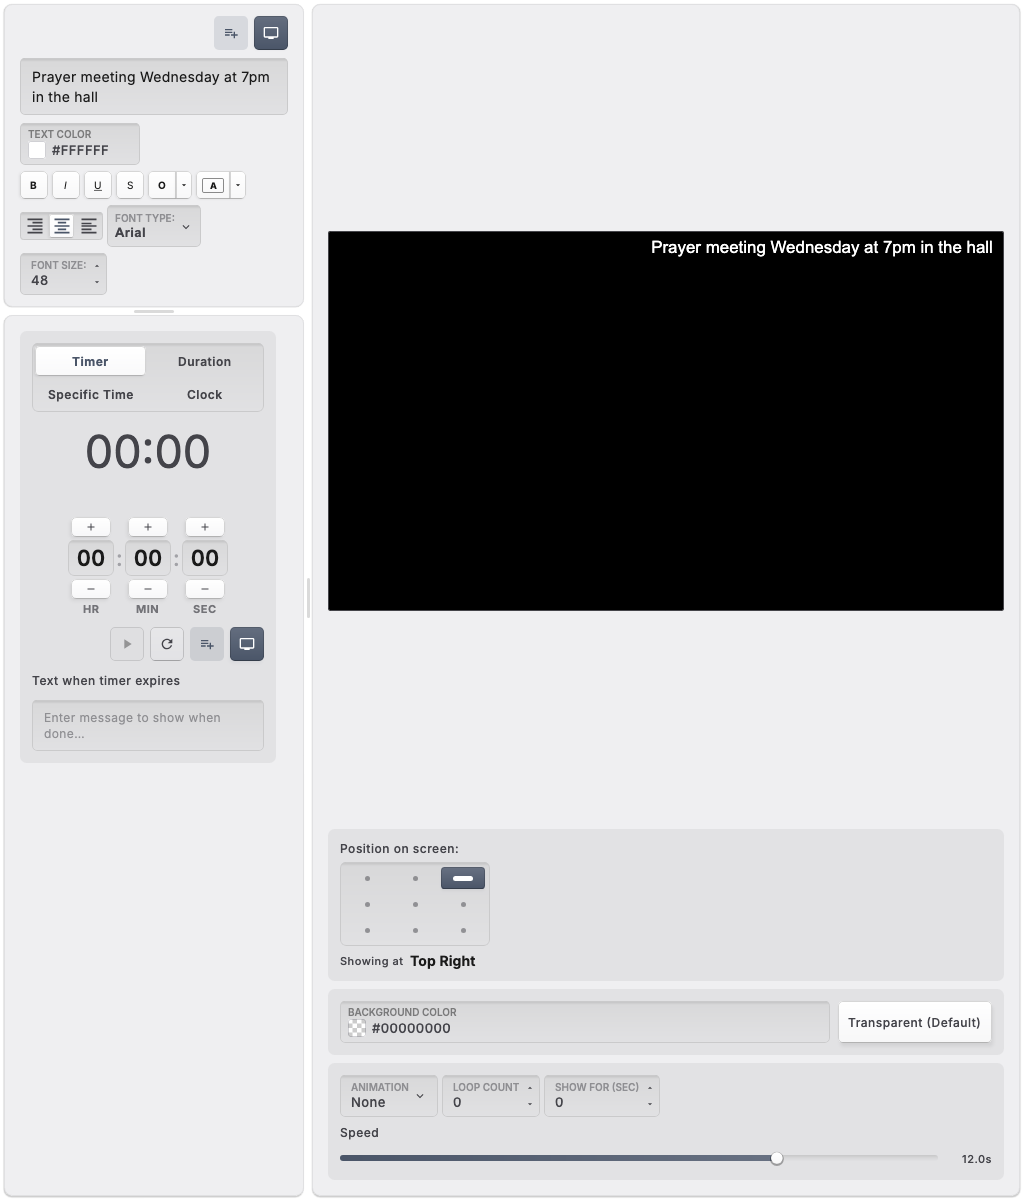 Prayer meeting Wednesday at 7pm
in the hall
TEXT COLOR
#FFFFFF
B I U S O A
FONT TYPE:
Arial
FONT SIZE:
48
Timer Duration
Specific Time Clock
00:00
+ + +
00 : 00 : 00
− − −
HR MIN SEC
Text when timer expires
Enter message to show when
done...
Prayer meeting Wednesday at 7pm in the hall
Position on screen:
Showing at Top Right
BACKGROUND COLOR
#00000000
Transparent (Default)
ANIMATION
None
LOOP COUNT
0
SHOW FOR (SEC)
0
Speed
12.0s